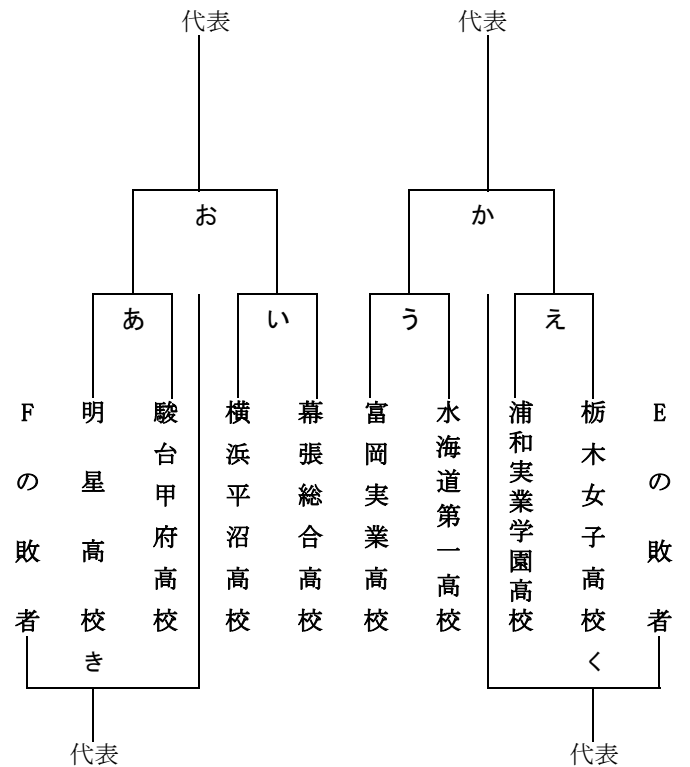 代表
代表
お
か
あ
い
う
え
Fの敗者
明星高校
駿台甲府高校
横浜平沼高校
幕張総合高校
富岡実業高校
水海道第一高校
浦和実業学園高校
栃木女子高校
Eの敗者
き
く
代表
代表